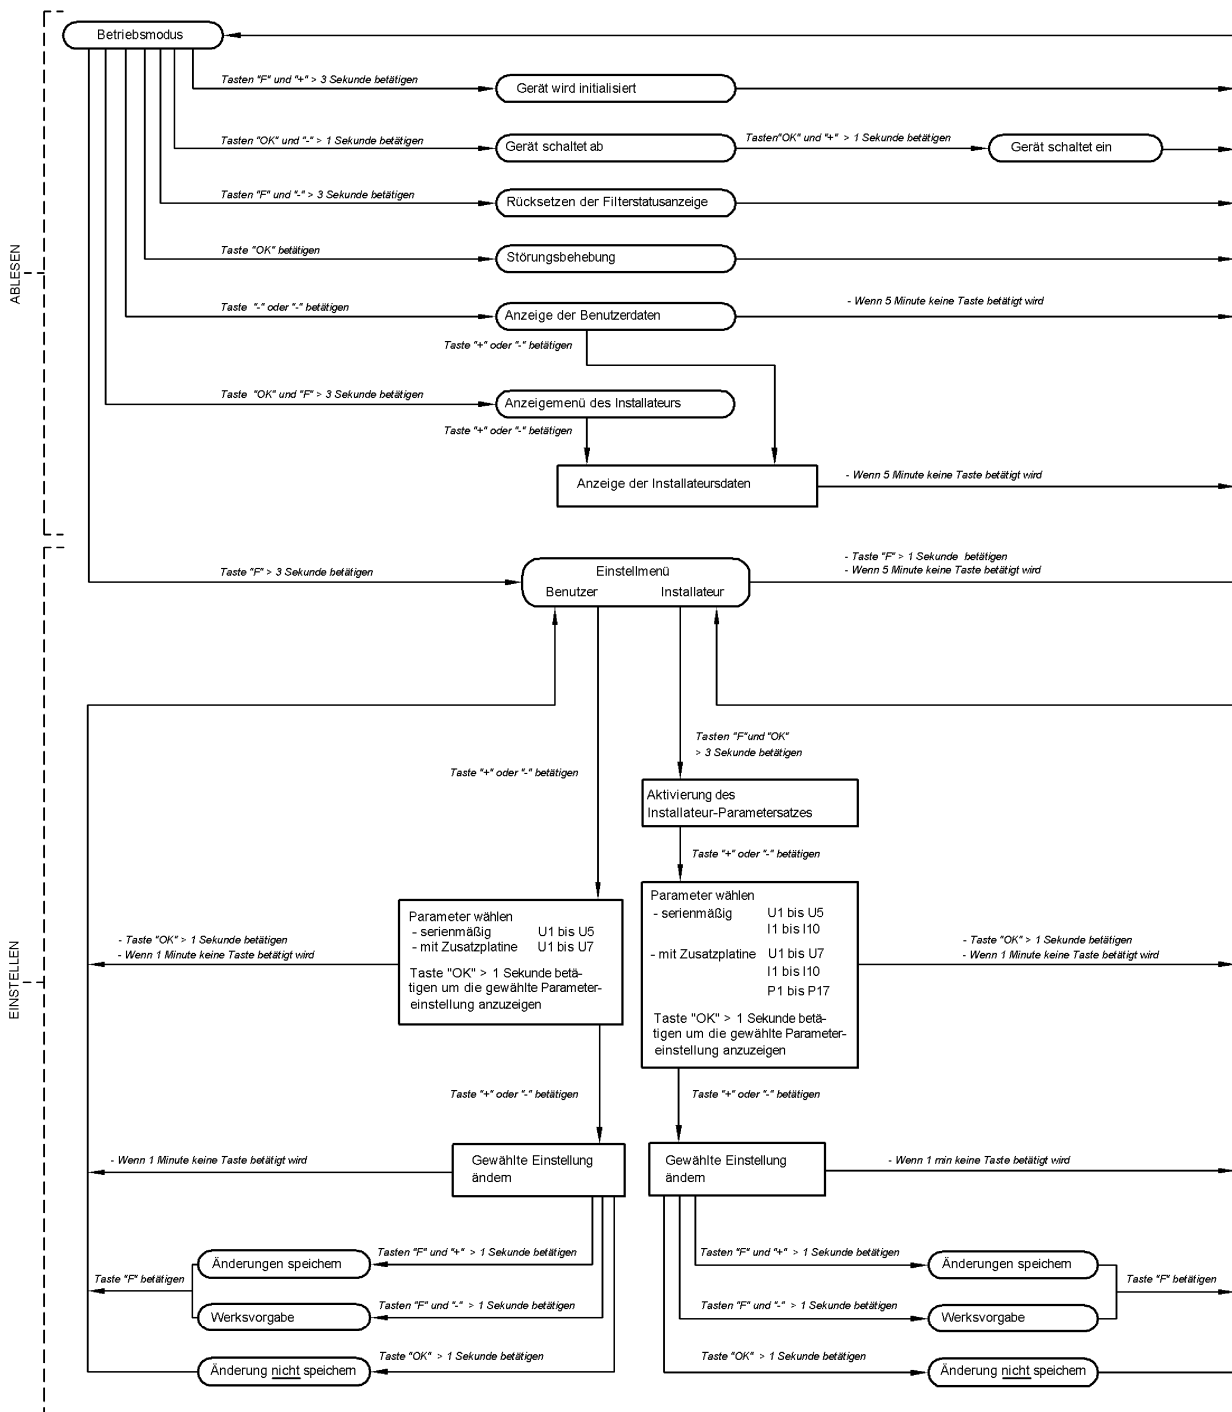 Betriebsmodus
Tasten "F" und "+" > 3 Sekunde betätigen
Gerät wird initialisiert
Tasten "OK" und "-" > 1 Sekunde betätigen
Gerät schaltet ab
Tasten"OK" und "+" > 1 Sekunde betätigen
Gerät schaltet ein
Tasten "F" und "-" > 3 Sekunde betätigen
Rücksetzen der Filterstatusanzeige
Taste "OK" betätigen
Störungsbehebung
ABLESEN
Taste "-" oder "-" betätigen
Anzeige der Benutzerdaten
- Wenn 5 Minute keine Taste betätigt wird
Taste "+" oder "-" betätigen
Taste "OK" und "F" > 3 Sekunde betätigen
Anzeigemenü des Installateurs
Taste "+" oder "-" betätigen
Anzeige der Installateursdaten
- Wenn 5 Minute keine Taste betätigt wird
Taste "F" > 3 Sekunde betätigen
Einstellmenü
Benutzer Installateur
- Taste "F" > 1 Sekunde betätigen
- Wenn 5 Minute keine Taste betätigt wird
Tasten "F"und "OK"
> 3 Sekunde betätigen
Taste "+" oder "-" betätigen
Aktivierung des
Installateur-Parametersatzes
Taste "+" oder "-" betätigen
EINSTELLEN
Parameter wählen
- serienmäßig U1 bis U5
- mit Zusatzplatine U1 bis U7
Taste "OK" > 1 Sekunde betä-
tigen um die gewählte Parameter-
einstellung anzuzeigen
- Taste "OK" > 1 Sekunde betätigen
- Wenn 1 Minute keine Taste betätigt wird
Parameter wählen
- serienmäßig U1 bis U5
I1 bis I10
- mit Zusatzplatine U1 bis U7
I1 bis I10
P1 bis P17
Taste "OK" > 1 Sekunde betä-
tigen um die gewählte Parameter-
einstellung anzuzeigen
- Taste "OK" > 1 Sekunde betätigen
- Wenn 1 Minute keine Taste betätigt wird
Taste "+" oder "-" betätigen
Taste "+" oder "-" betätigen
- Wenn 1 Minute keine Taste betätigt wird
Gewählte Einstellung
ändern
Gewählte Einstellung
ändern
- Wenn 1 min keine Taste betätigt wird
Tasten "F" und "+" > 1 Sekunde betätigen
Änderungen speichern
Taste "F" betätigen
Tasten "F" und "-" > 1 Sekunde betätigen
Werksvorgabe
Taste "OK" > 1 Sekunde betätigen
Änderung nicht speichern
Tasten "F" und "+" > 1 Sekunde betätigen
Änderungen speichern
Taste "F" betätigen
Tasten "F" und "-" > 1 Sekunde betätigen
Werksvorgabe
Taste "OK" > 1 Sekunde betätigen
Änderung nicht speichern